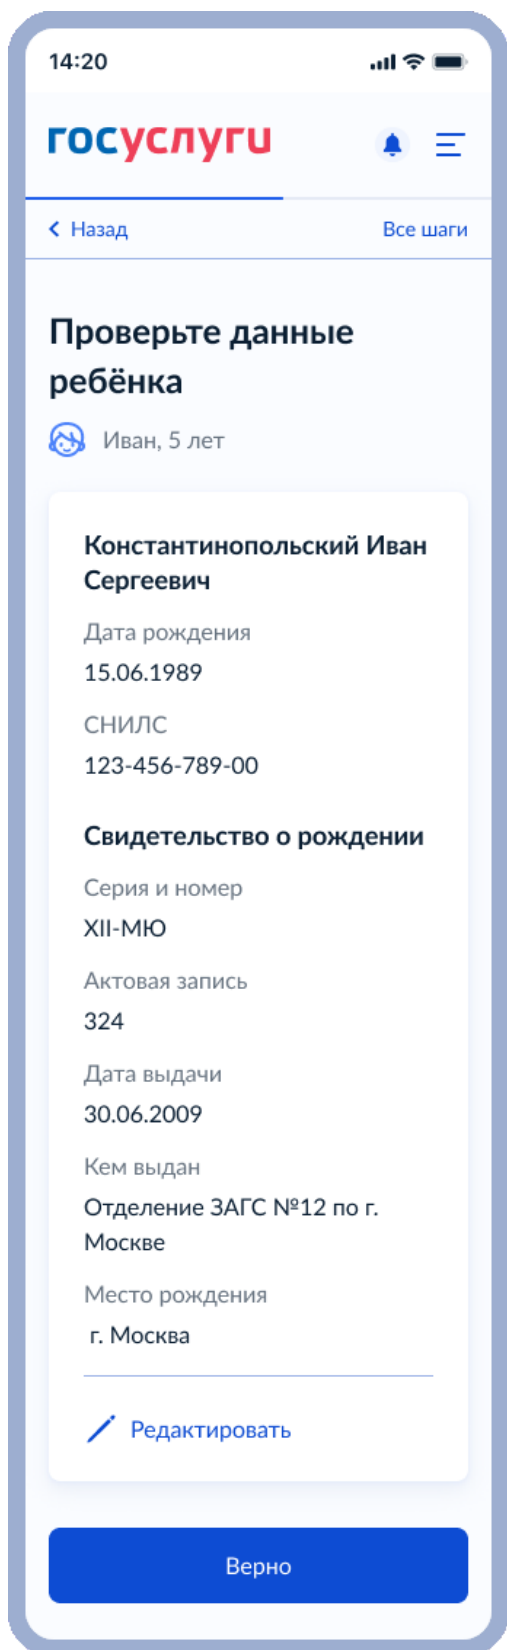 14:20
госуслуги
Назад
Все шаги
Проверьте данные
ребёнка
Иван, 5 лет
Константинопольский Иван
Сергеевич
Дата рождения
15.06.1989
СНИЛС
123-456-789-00
Свидетельство о рождении
Серия и номер
XII-МЮ
Актовая запись
324
Дата выдачи
30.06.2009
Кем выдан
Отделение ЗАГС №12 по г.
Москве
Место рождения
г. Москва
Редактировать
Верно